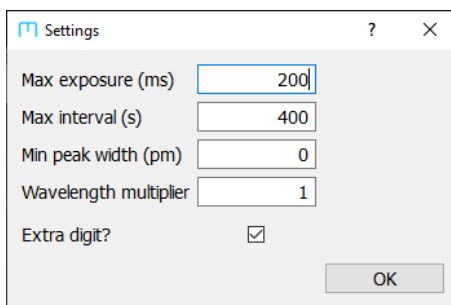 Settings
Max exposure (ms) 200
Max interval (s) 400
Min peak width (pm) 0
Wavelength multiplier 1
Extra digit?
OK